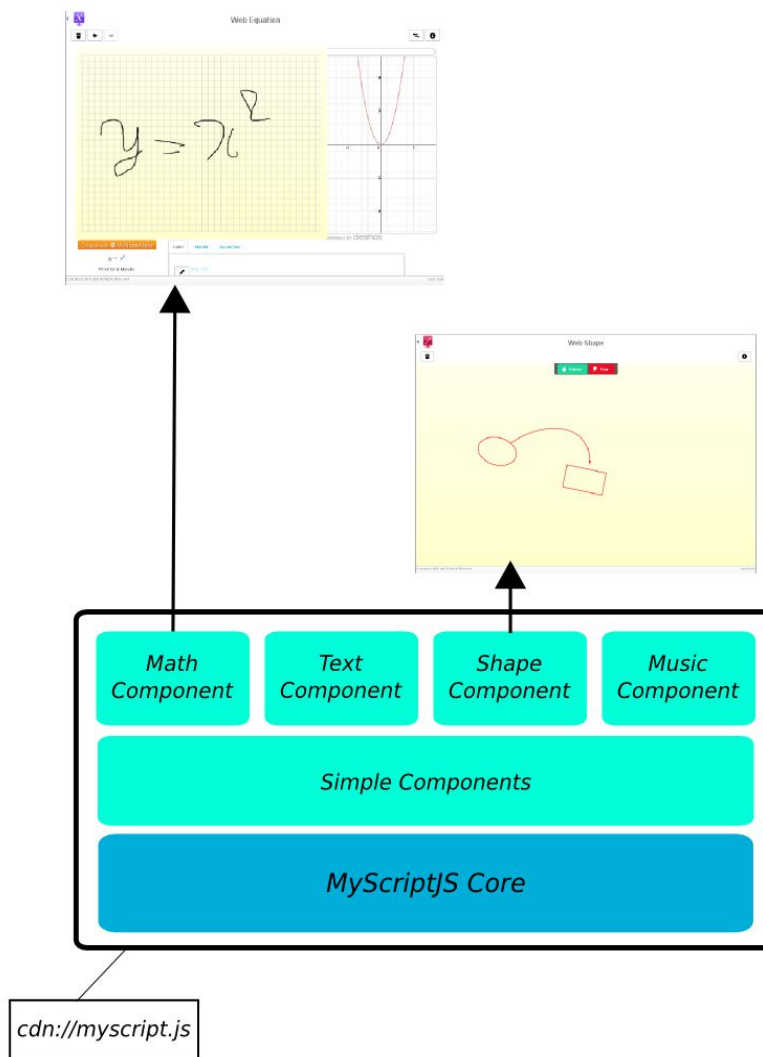 Web Equation
y = x²
Web Shape
Math
Component
Text
Component
Shape
Component
Music
Component
Simple Components
MyScriptJS Core
cdn://myscript.js